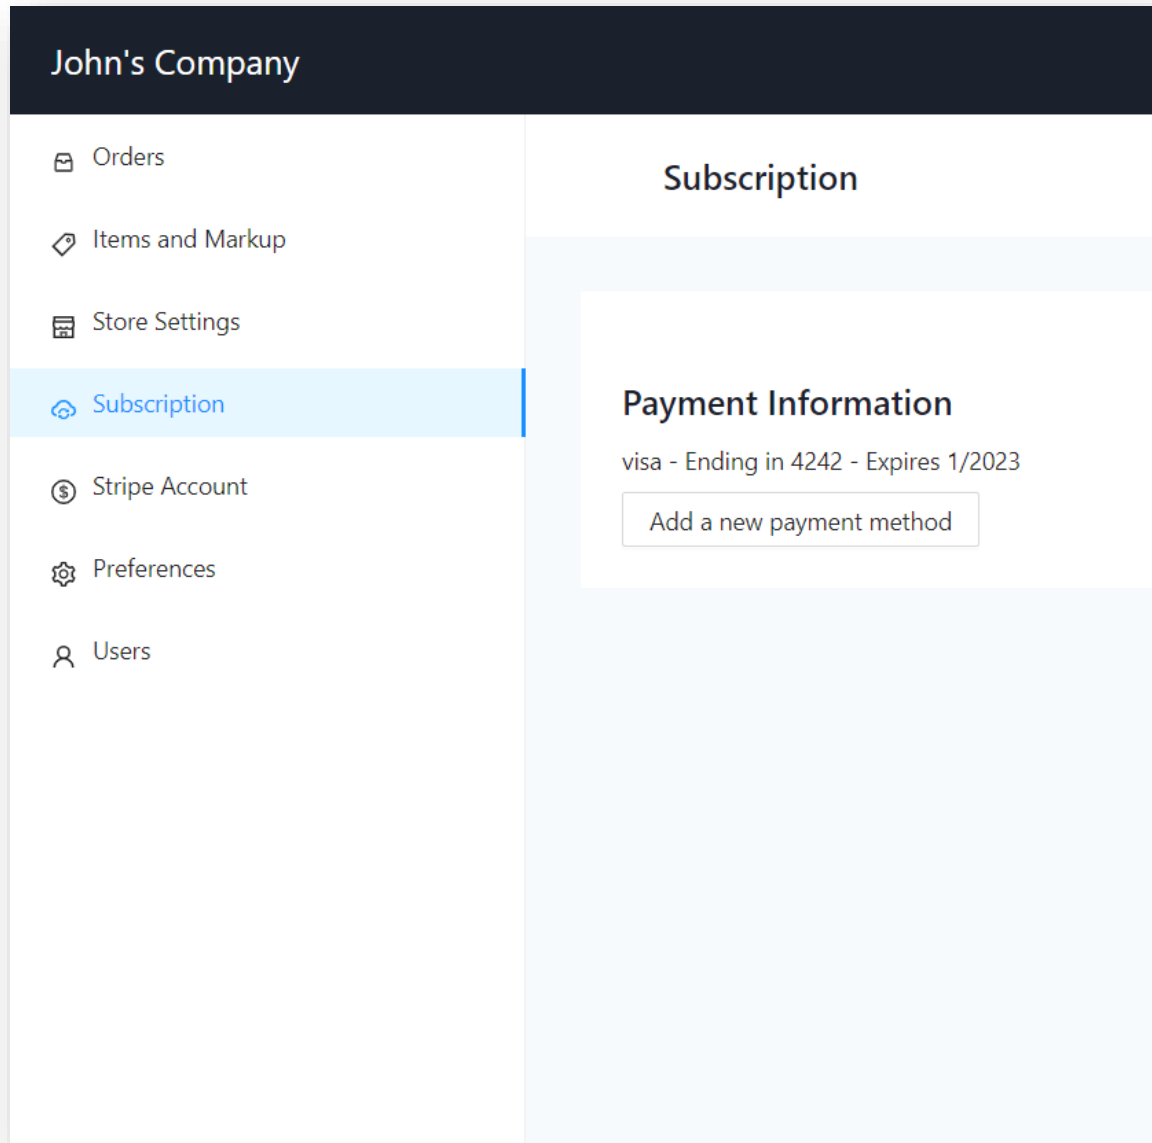 John's Company
Orders
Items and Markup
Store Settings
Subscription
Stripe Account
Preferences
Users
Subscription
Payment Information
visa - Ending in 4242 - Expires 1/2023
Add a new payment method